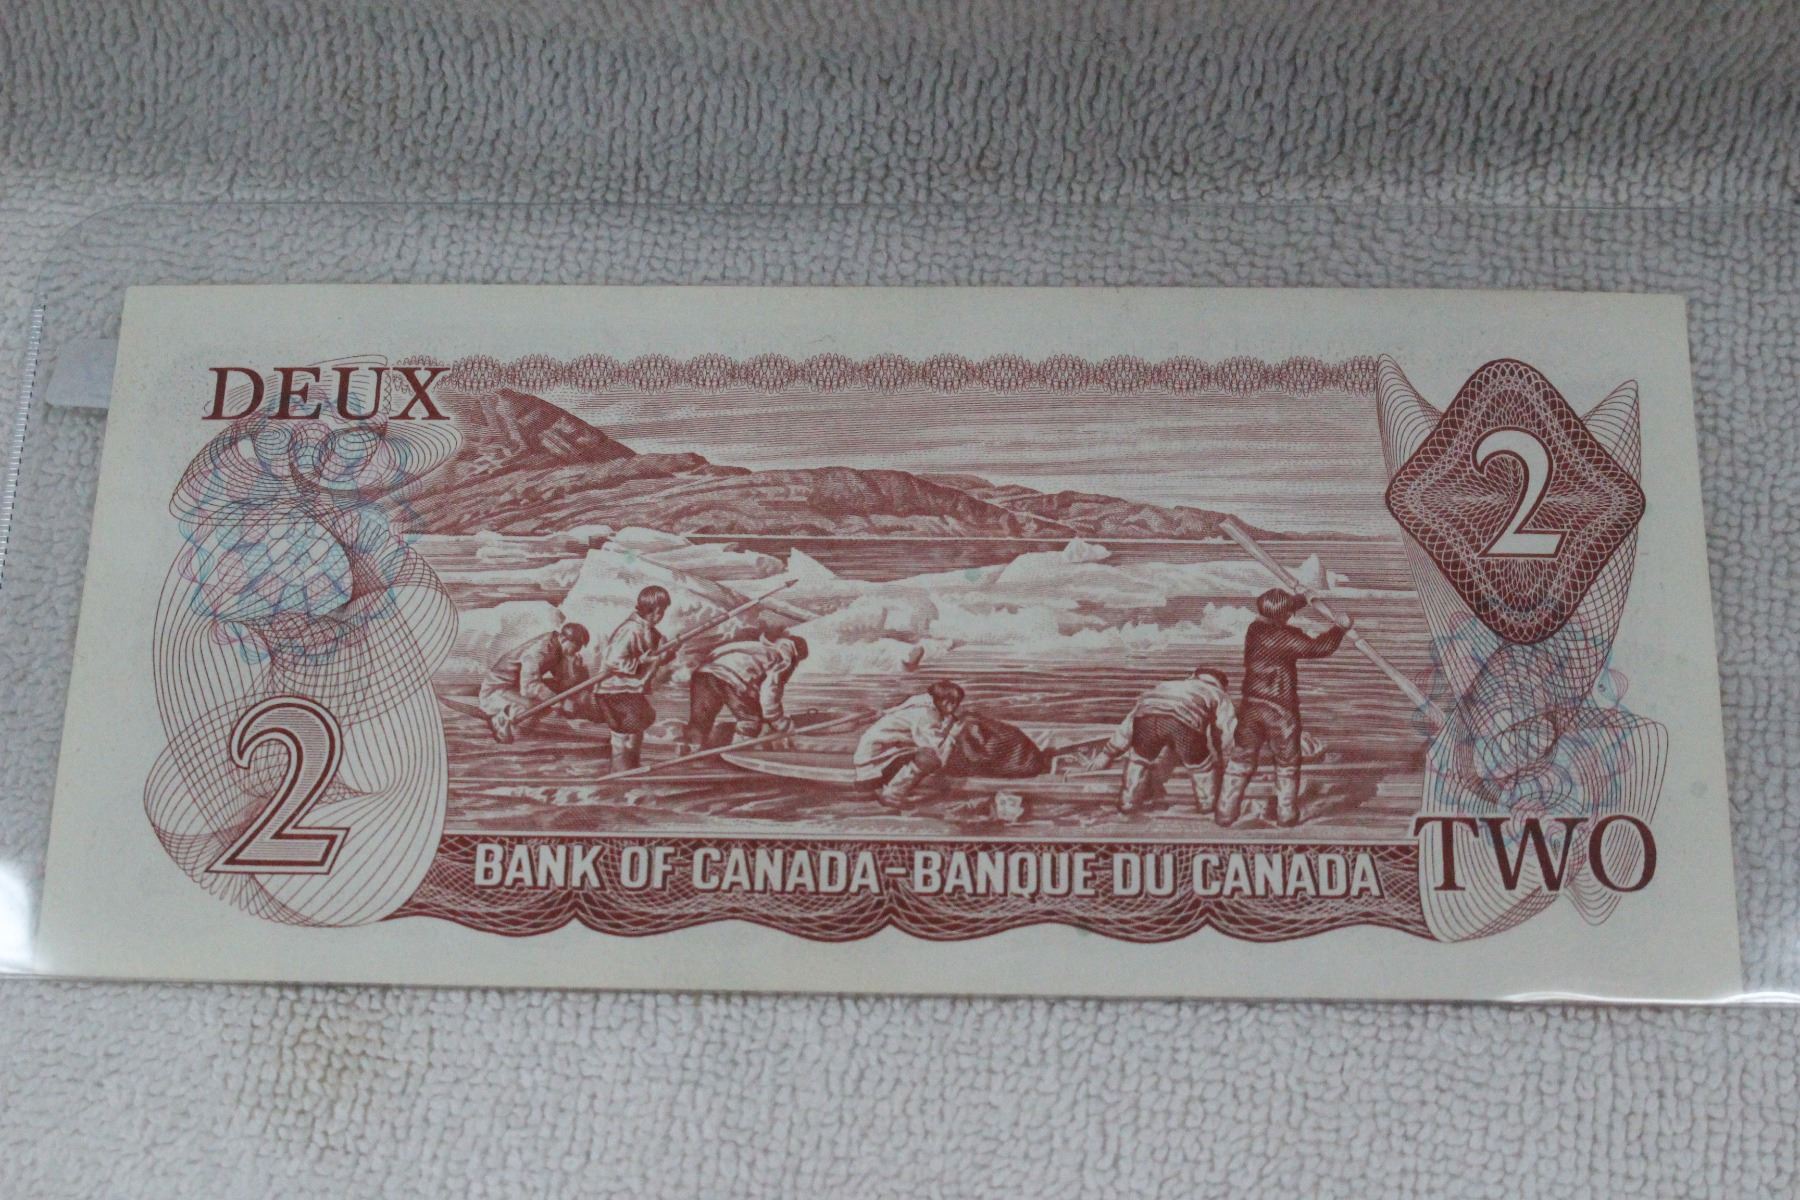 DEUX
2
2
BANK OF CANADA-BANQUE DU CANADA
TWO